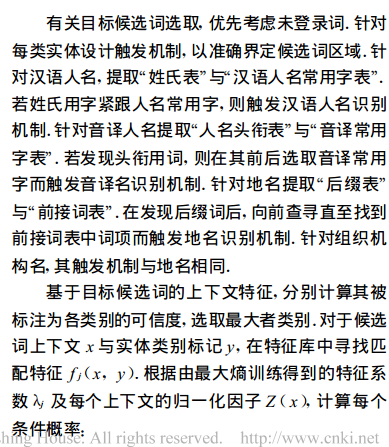 有关目标候选词选取, 优先考虑未登录词. 针对
每类实体设计触发机制, 以准确界定候选词区域. 针
对汉语人名, 提取“姓氏表”与“汉语人名常用字表”.
若姓氏用字紧跟人名常用字, 则触发汉语人名识别
机制. 针对音译人名提取“人名头衔表”与“音译常用
字表”. 若发现头衔用词, 则在其前后选取音译常用
字而触发音译名识别机制. 针对地名提取“后缀表”
与“前接词表”. 在发现后缀词后, 向前查寻直至找到
前接词表中词项而触发地名识别机制. 针对组织机
构名, 其触发机制与地名相同.
基于目标候选词的上下文特征, 分别计算其被
标注为各类别的可信度, 选取最大者类别. 对于候选
词上下文 x 与实体类别标记 y, 在特征库中寻找匹
配特征 fj(x, y). 根据由最大熵训练得到的特征系
数 λj 及每个上下文的归一化因子 Z(x), 计算每个
条件概率:
shing House. All rights reserved. http://www.cnki.net